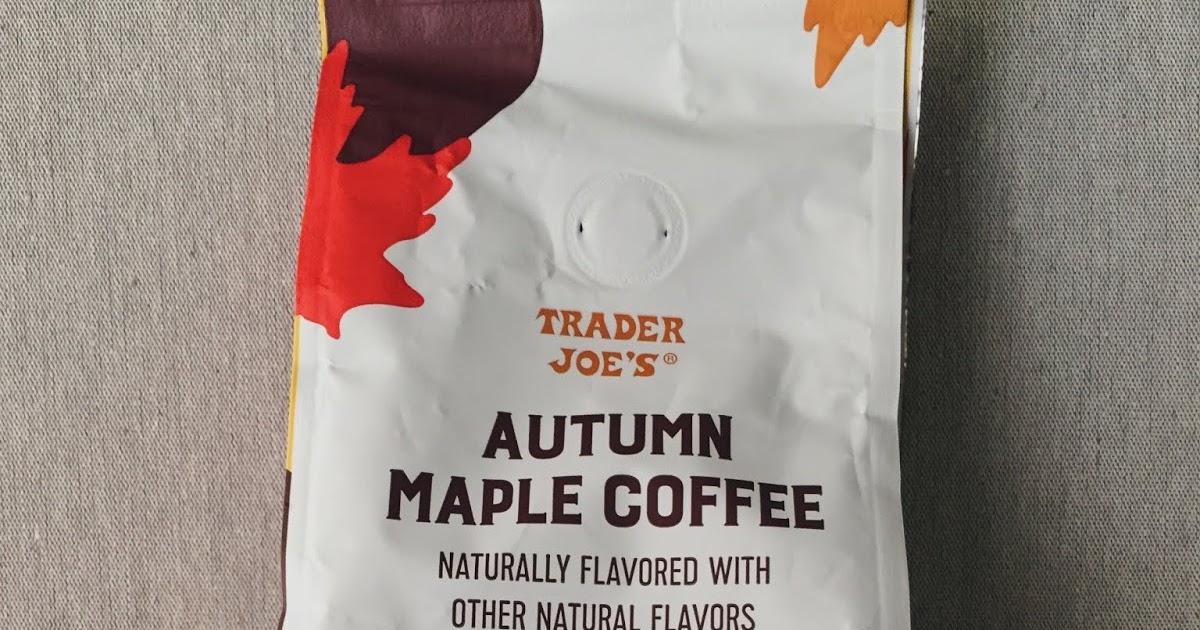 TRADER
JOE'S®
AUTUMN
MAPLE COFFEE
NATURALLY FLAVORED WITH
OTHER NATURAL FLAVORS